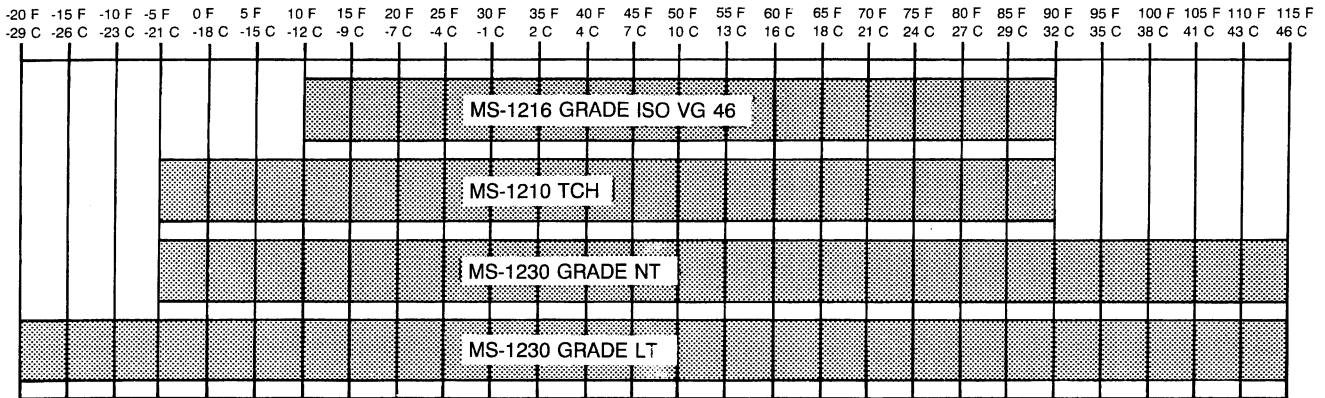 -20 F -15 F -10 F -5 F 0 F 5 F 10 F 15 F 20 F 25 F 30 F 35 F 40 F 45 F 50 F 55 F 60 F 65 F 70 F 75 F 80 F 85 F 90 F 95 F 100 F 105 F 110 F 115 F
-29 C -26 C -23 C -21 C -18 C -15 C -12 C -9 C -7 C -4 C -1 C 2 C 4 C 7 C 10 C 13 C 16 C 18 C 21 C 24 C 27 C 29 C 32 C 35 C 38 C 41 C 43 C 46 C
MS-1216 GRADE ISO VG 46
MS-1210 TCH
MS-1230 GRADE NT
MS-1230 GRADE LT